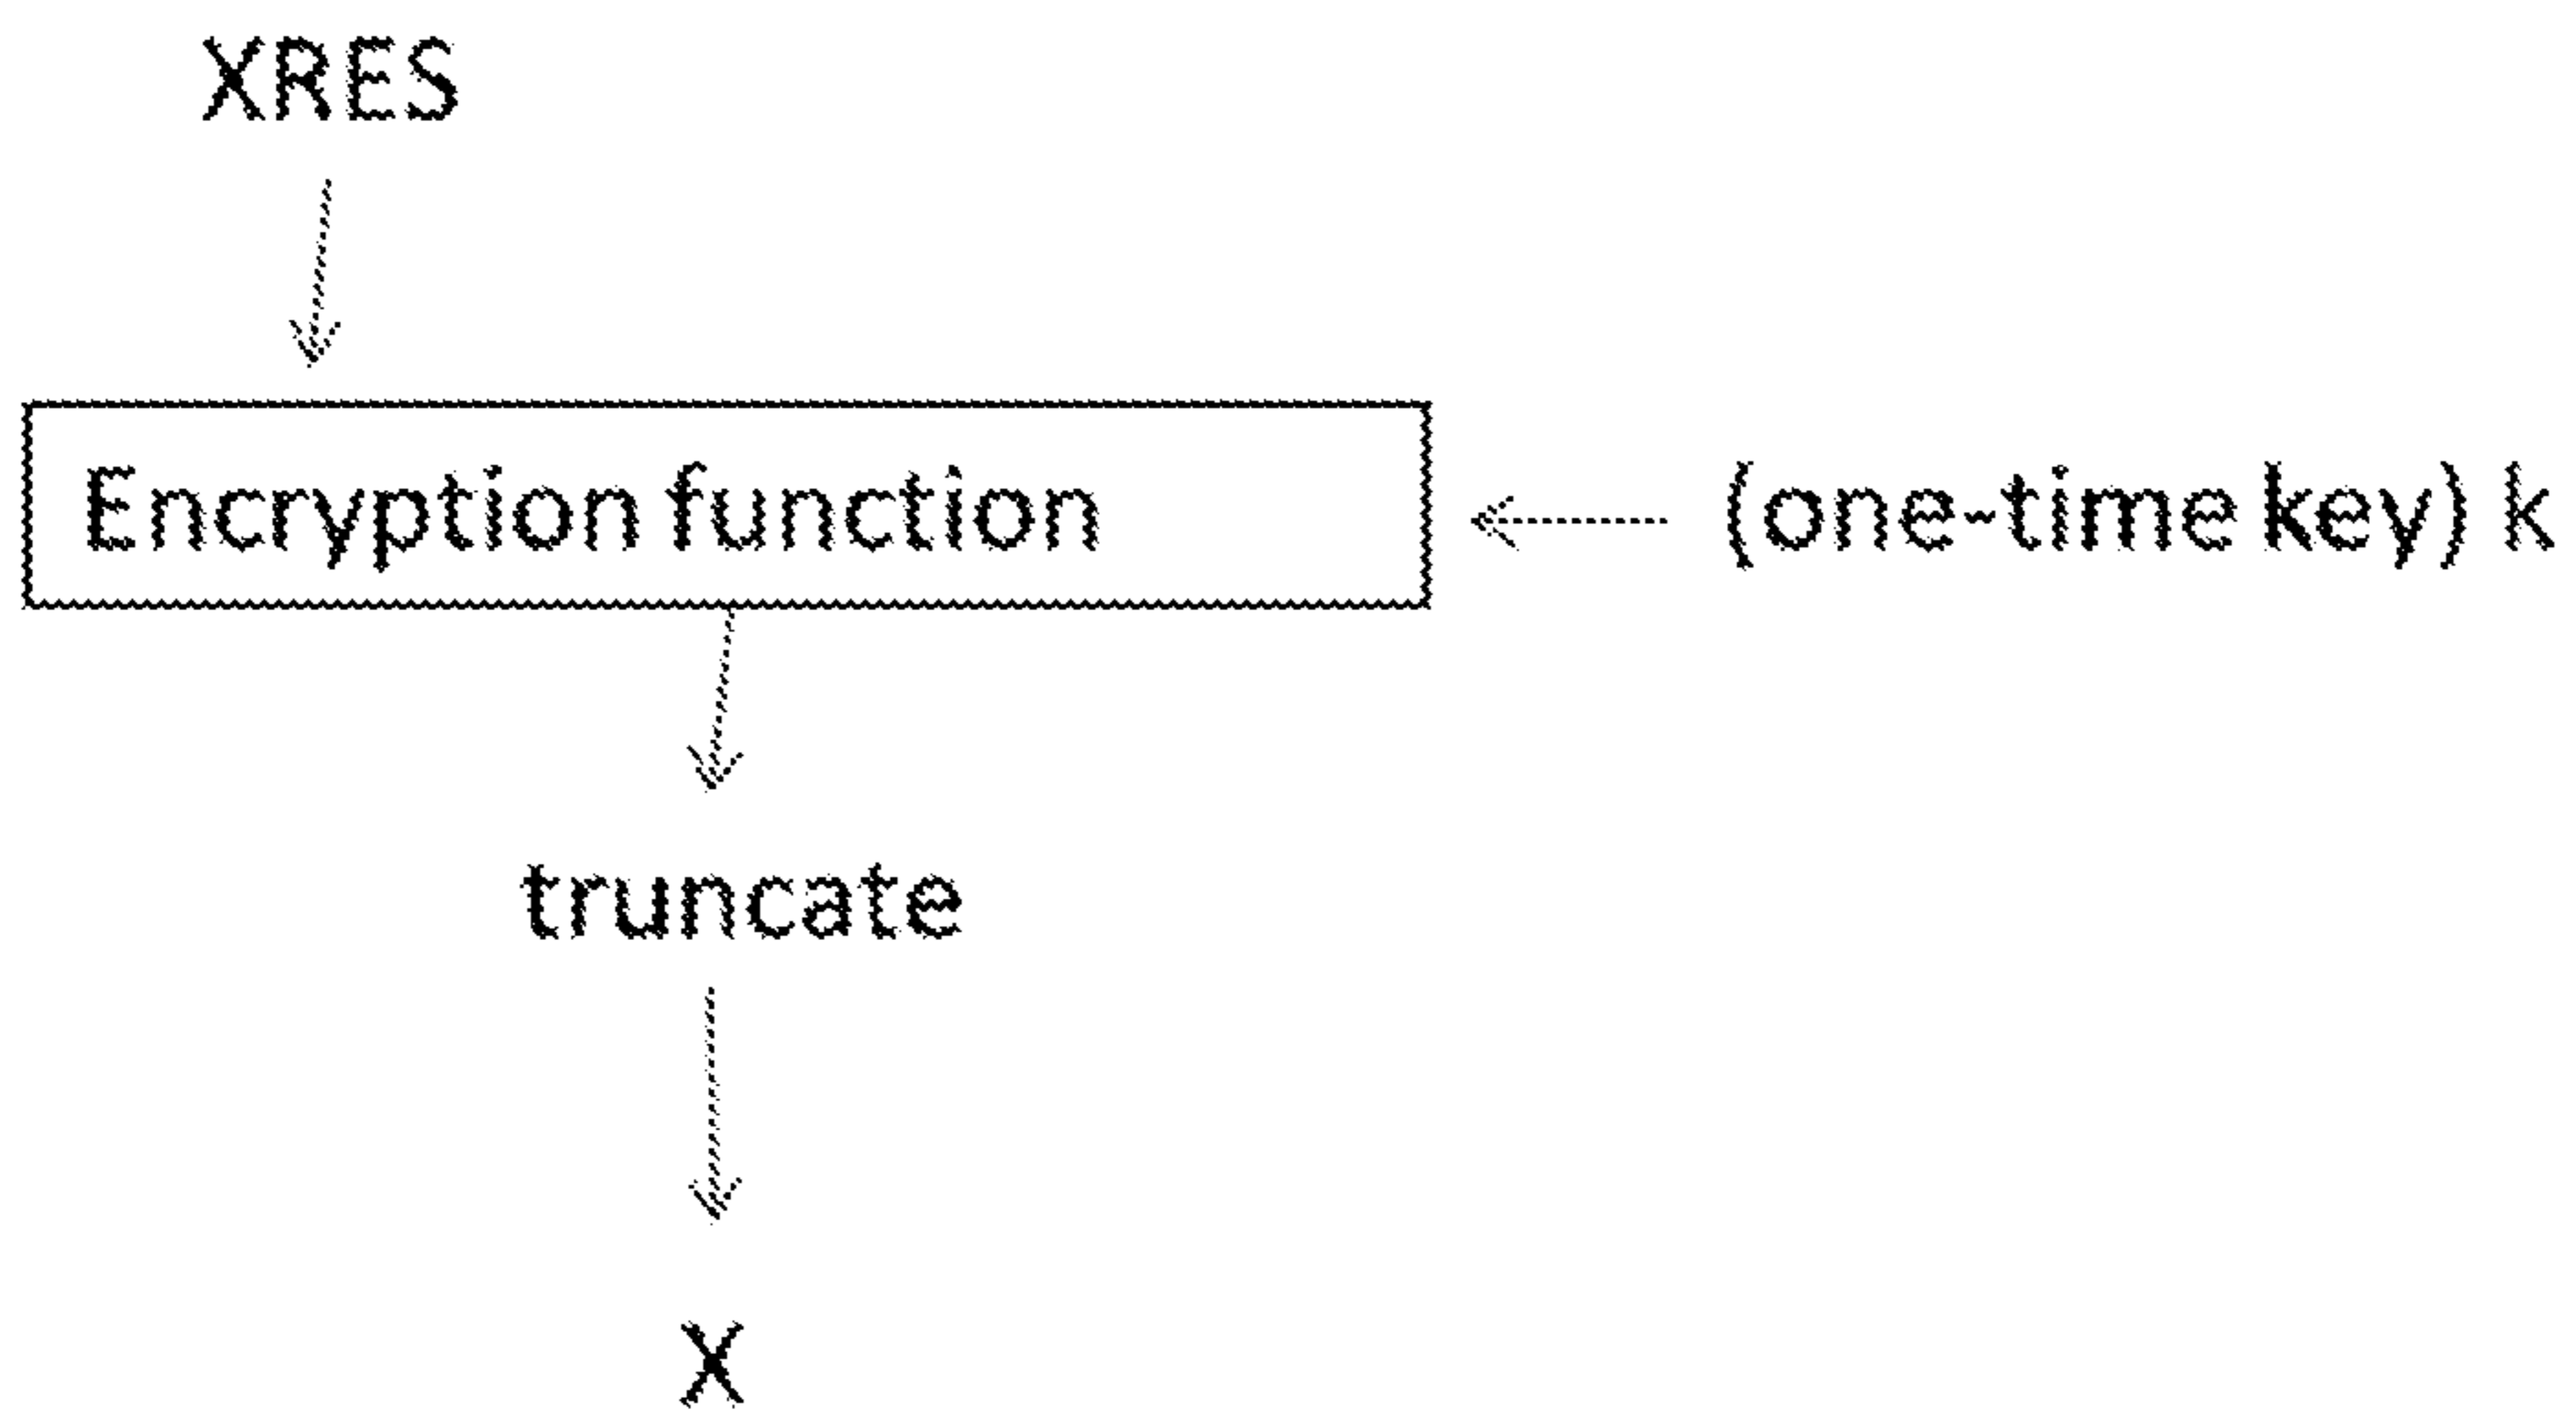 XRES
Encryption function
(one-time key) k
truncate
X